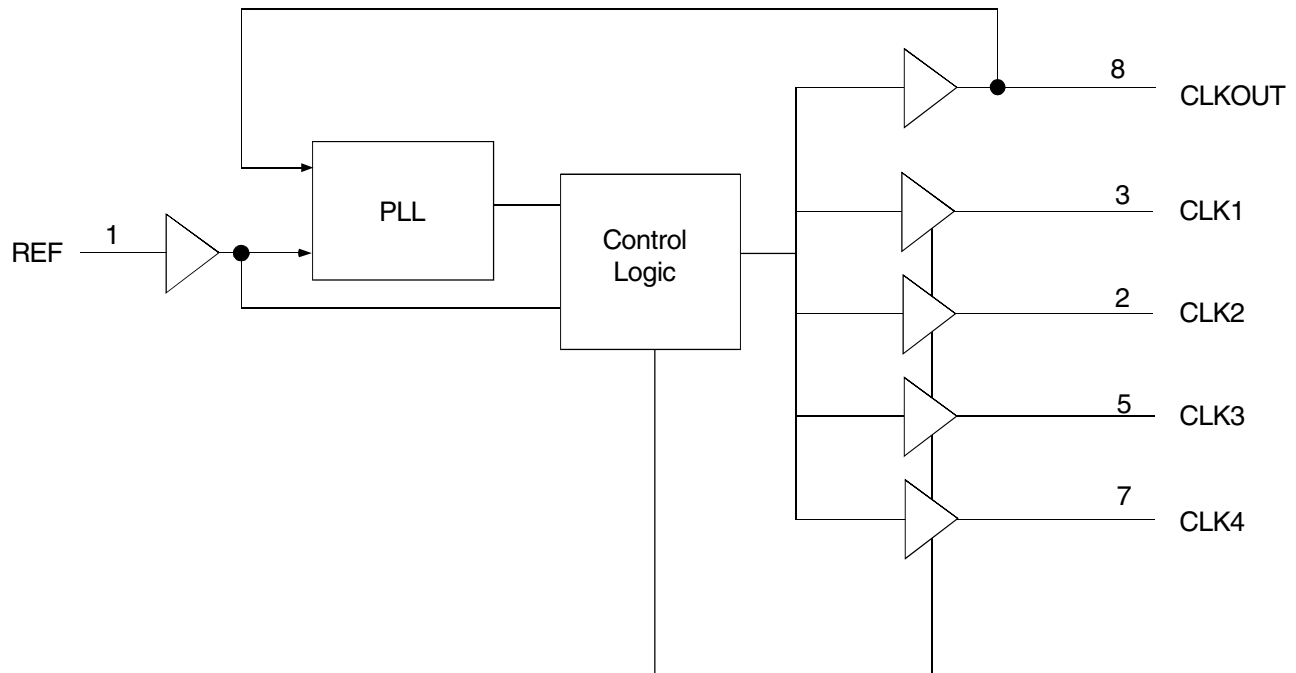 8
CLKOUT
PLL
3
CLK1
REF
1
Control
Logic
2
CLK2
5
CLK3
7
CLK4